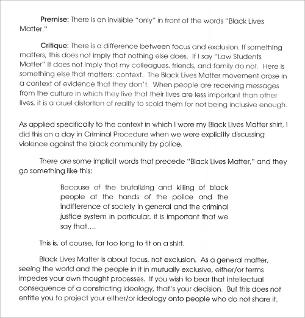 Premise: There is an invisible "only" in front of the words "Black Lives
Matter."
Critique: There is a difference between focus and exclusion. If something
matters, this does not imply that nothing else does. If I say "Law Students
Matter" it does not imply that my colleagues, friends, and family do not. Here is
something else that matters: context. The Black Lives Matter movement arose in
a context of evidence that they don't. When people are receiving messages
from the culture in which they live that their lives are less important than other
lives, it is a cruel distortion of reality to scold them for not being inclusive enough.
As applied specifically to the context in which I wore my Black Lives Matter shirt, I
did this on a day in Criminal Procedure when we were explicitly discussing
violence against the black community by police.
There are some implicit words that precede "Black Lives Matter," and they
go something like this:
Because of the brutalizing and killing of black
people at the hands of the police and the
indifference of society in general and the criminal
justice system in particular, it is important that we
say that....
This is, of course, far too long to fit on a shirt.
Black Lives Matter is about focus, not exclusion. As a general matter,
seeing the world and the people in it in mutually exclusive, either/or terms
impedes your own thought processes. If you wish to bear that intellectual
consequence of a constricting ideology, that's your decision. But this does not
entitle you to project your either/or ideology onto people who do not share it.